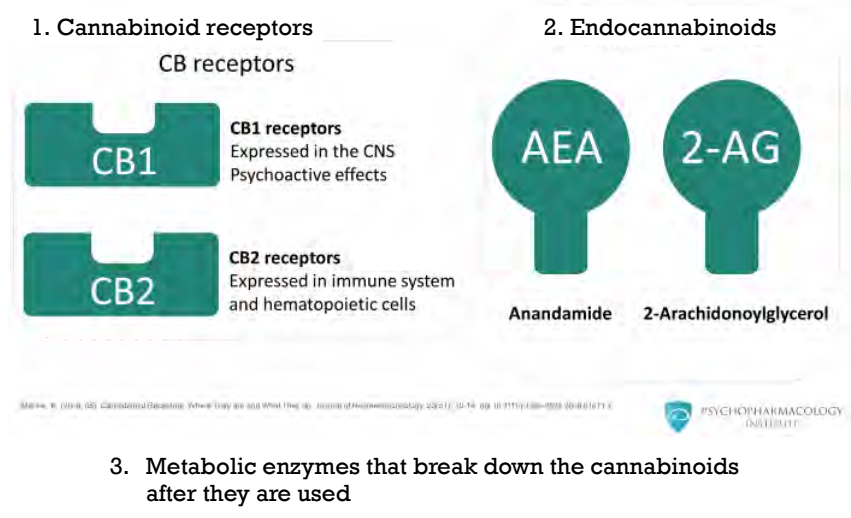 1. Cannabinoid receptors
CB receptors
CB1
CB1 receptors
Expressed in the CNS
Psychoactive effects
CB2
CB2 receptors
Expressed in immune system
and hematopoietic cells
2. Endocannabinoids
AEA
2-AG
Anandamide
2-Arachidonoylglycerol
PSYCHOPHARMACOLOGY
INSTITUTE
3. Metabolic enzymes that break down the cannabinoids
after they are used